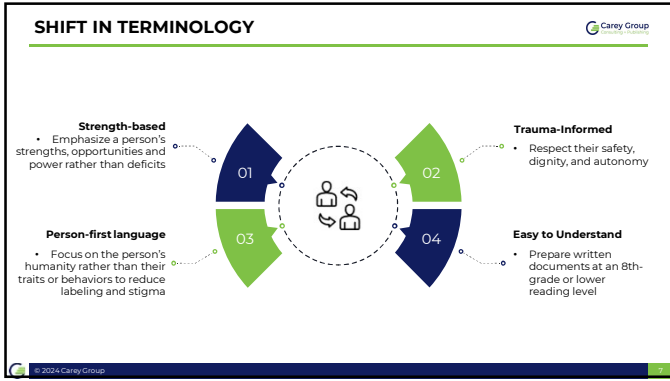 SHIFT IN TERMINOLOGY
Carey Group
Consulting + Publishing
Strength-based
• Emphasize a person's
strengths, opportunities and
power rather than deficits
01
02
Trauma-Informed
• Respect their safety,
dignity, and autonomy
Person-first language
• Focus on the person's
humanity rather than their
traits or behaviors to reduce
labeling and stigma
03
04
Easy to Understand
• Prepare written
documents at an 8th-
grade or lower
reading level
© 2024 Carey Group
7